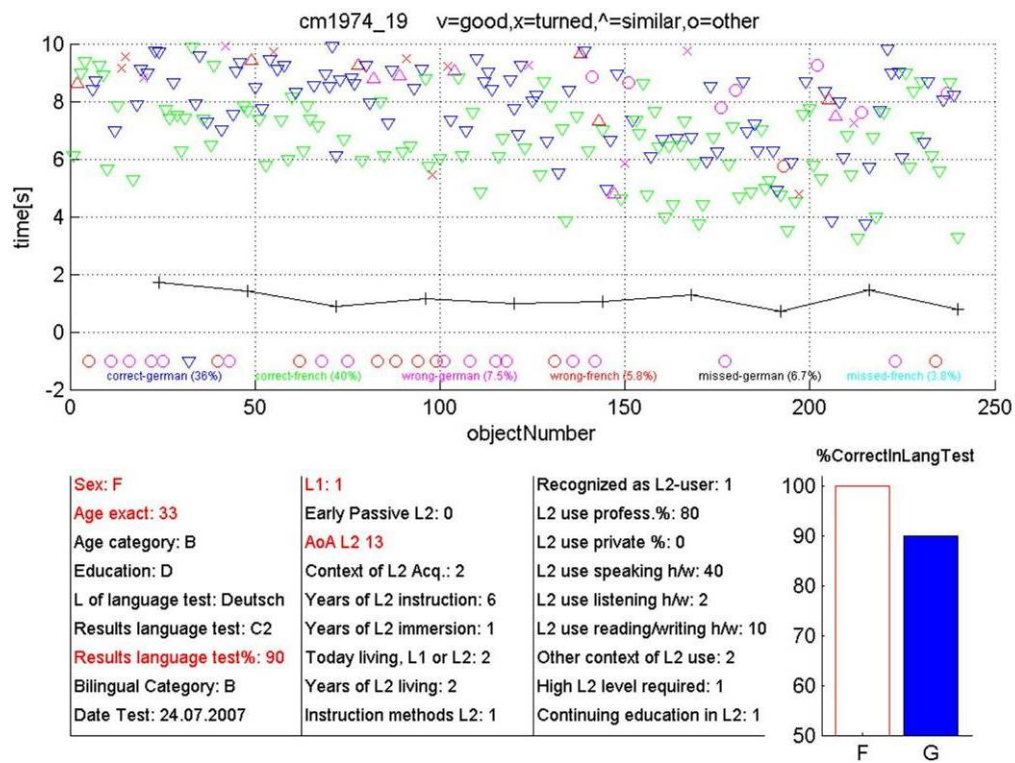 cm1974_19 v=good,x=turned,^=similar,o=other
10
8
6
4
2
0
-2
time[s]
correct-german (36%) correct-french (40%) wrong-german (7.5%) wrong-french (5.8%) missed-german (6.7%) missed-french (3.8%)
0 50 100 150 200 250
objectNumber
Sex: F
Age exact: 33
Age category: B
Education: D
L of language test: Deutsch
Results language test: C2
Results language test%: 90
Bilingual Category: B
Date Test: 24.07.2007
L1: 1
Early Passive L2: 0
AoA L2 13
Context of L2 Acq.: 2
Years of L2 instruction: 6
Years of L2 immersion: 1
Today living, L1 or L2: 2
Years of L2 living: 2
Instruction methods L2: 1
Recognized as L2-user: 1
L2 use profess.%: 80
L2 use private %: 0
L2 use speaking h/w: 40
L2 use listening h/w: 2
L2 use reading/writing h/w: 10
Other context of L2 use: 2
High L2 level required: 1
Continuing education in L2: 1
%CorrectInLangTest
100
90
80
70
60
50
F G